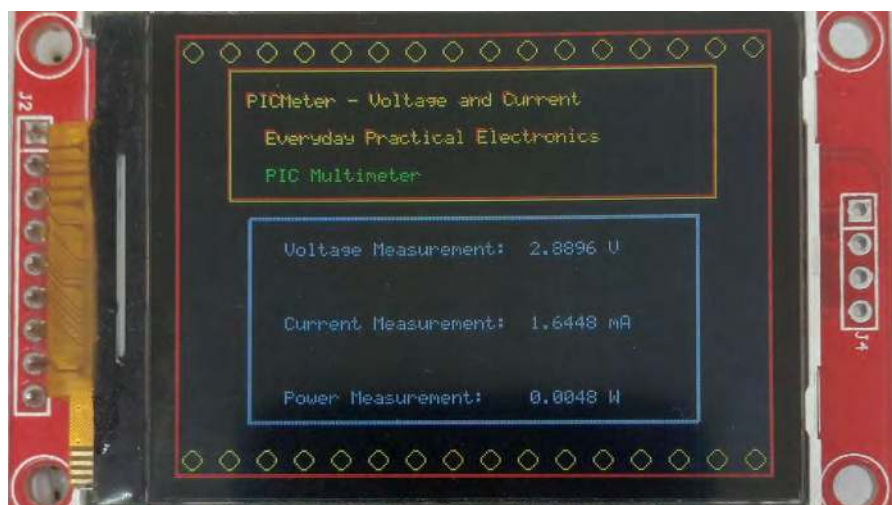 J2
PICMeter - Voltage and Current
Everyday Practical Electronics
PIC Multimeter
Voltage Measurement: 2.8896 V
Current Measurement: 1.6448 mA
Power Measurement: 0.0048 W
J4